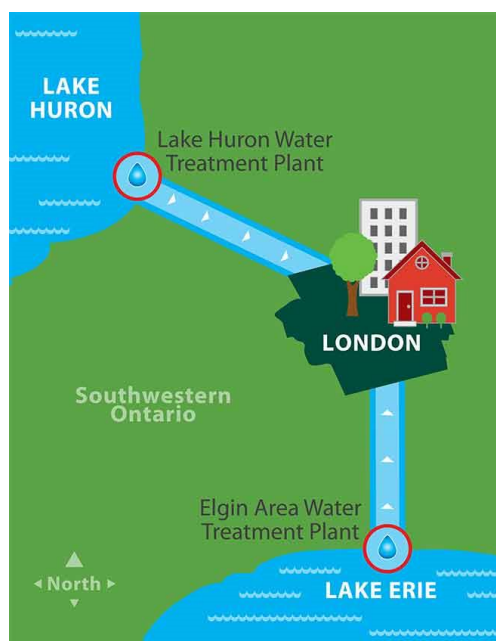 LAKE
HURON
Lake Huron Water
Treatment Plant
LONDON
Southwestern
Ontario
Elgin Area Water
Treatment Plant
North
LAKE ERIE